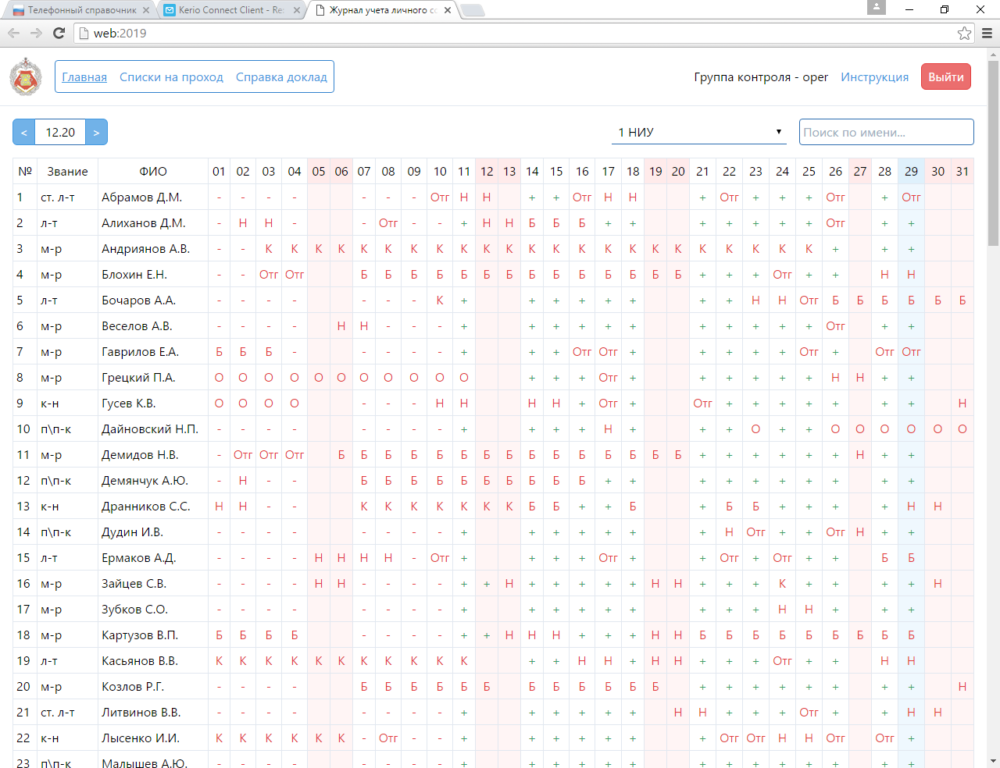 Телефонный справочник
Kerio Connect Client - Re
Журнал учета личного с
web:2019
Главная Списки на проход Справка доклад
Группа контроля - oper Инструкция Выйти
< 12.20 >
1 НИУ
Поиск по имени...
№ Звание ФИО 01 02 03 04 05 06 07 08 09 10 11 12 13 14 15 16 17 18 19 20 21 22 23 24 25 26 27 28 29 30 31
1 ст. л-т Абрамов Д.М. - - - - - - - Отг Н Н + + Отг Н Н + Отг + + + Отг + Отг
2 л-т Алиханов Д.М. - Н Н - - Отг - - + Н Н Б Б Б + + + + + + + Отг + +
3 м-р Андриянов А.В. - - К К К К К К К К К К К К К К К К К К К К К К К + + +
4 м-р Блохин Е.Н. - - Отг Отг Б Б Б Б Б Б Б Б Б Б Б Б Б Б + + + Отг + + Н Н
5 л-т Бочаров А.А. - - - - - - - К + + + + + + + + Н Н Отг Б Б Б Б Б Б
6 м-р Веселов А.В. - - - - Н Н - - - + + + + + + + + + + + Отг + +
7 м-р Гаврилов Е.А. Б Б Б - - - - - + + + Отг Отг + + + + + Отг + Отг Отг
8 м-р Грецкий П.А. О О О О О О О О О О О + + + Отг + + + + + + Н Н + +
9 к-н Гусев К.В. О О О О - - - Н Н Н Н + Отг + Отг + + + + + + + Н
10 п\п-к Дайновский Н.П. - - - - - - - - + + + + Н + + + О + + О О О О О О
11 м-р Демидов Н.В. - Отг Отг Отг Б Б Б Б Б Б Б Б Б Б Б Б Б Б Б + + + + + + Н + +
12 п\п-к Демянчук А.Ю. - Н - - Б Б Б Б Б Б Б Б Б Б + + + + + + + + + +
13 к-н Дранников С.С. Н Н - - К К К К К К К Б Б + + Б + Б Б + + + + Н Н
14 п\п-к Дудин И.В. - - - - - - - - + + + + + + + Н Отг + + Отг Н + +
15 л-т Ермаков А.Д. - - - - Н Н Н Н - Отг + + + + Отг + + Отг + Отг + + Б Б
16 м-р Зайцев С.В. - - - - Н Н - - - - + + Н + + + + + Н Н + + + К + + + + Н
17 м-р Зубков С.О. - - - - - - - - + + + + + + + + + Н Н + + +
18 м-р Картузов В.П. Б Б Б Б - - - - + + Н Н Н + + + Н Н Б Б Б Б Б Б Б Б Б
19 л-т Касьянов В.В. К К К К К К К К К К К + + Н Н + Н Н + + + Отг + + Н Н
20 м-р Козлов Р.Г. - - - - Б Б Б Б Б Б Б Б Б Б Б Б + + + + + + + + Н
21 ст. л-т Литвинов В.В. - - - - - - - - + + + + + + Н Н + + + Отг + + Н Н
22 к-н Лысенко И.И. К К К К К К - Отг - - + + + + + + + Отг Отг Н Н Отг Отг +
23 п\п-к Малышев А.Ю. - - - - - - - - + + + + + + + + + + + + + +